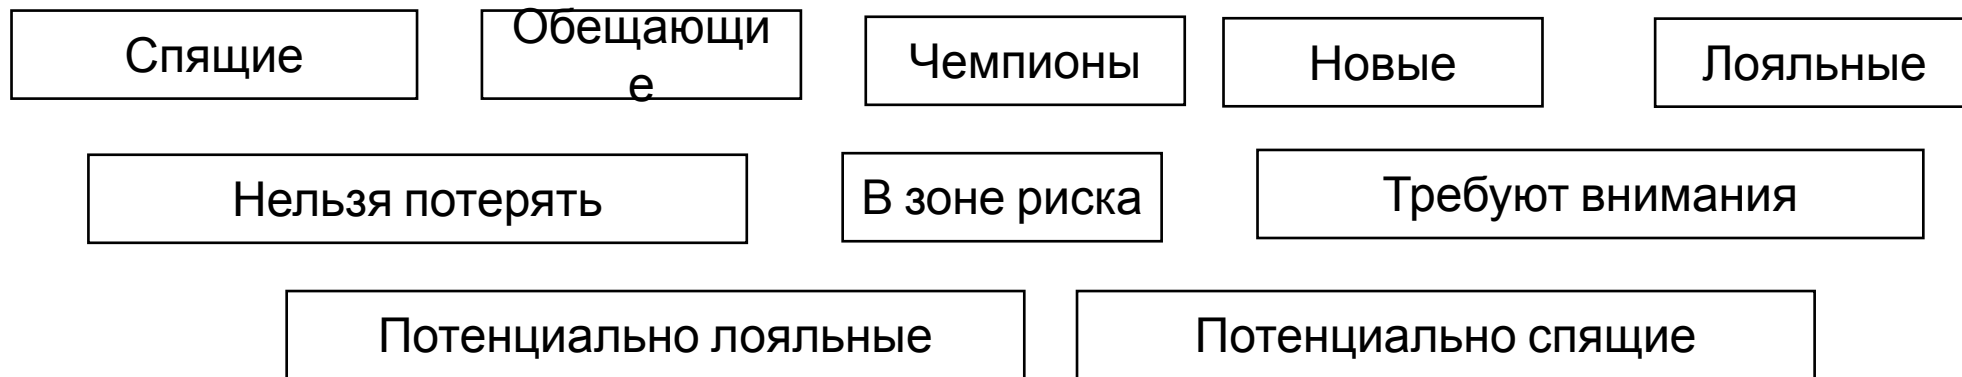 Спящие
Обещающи
е
Чемпионы
Новые
Лояльные
Нельзя потерять
В зоне риска
Требуют внимания
Потенциально лояльные
Потенциально спящие